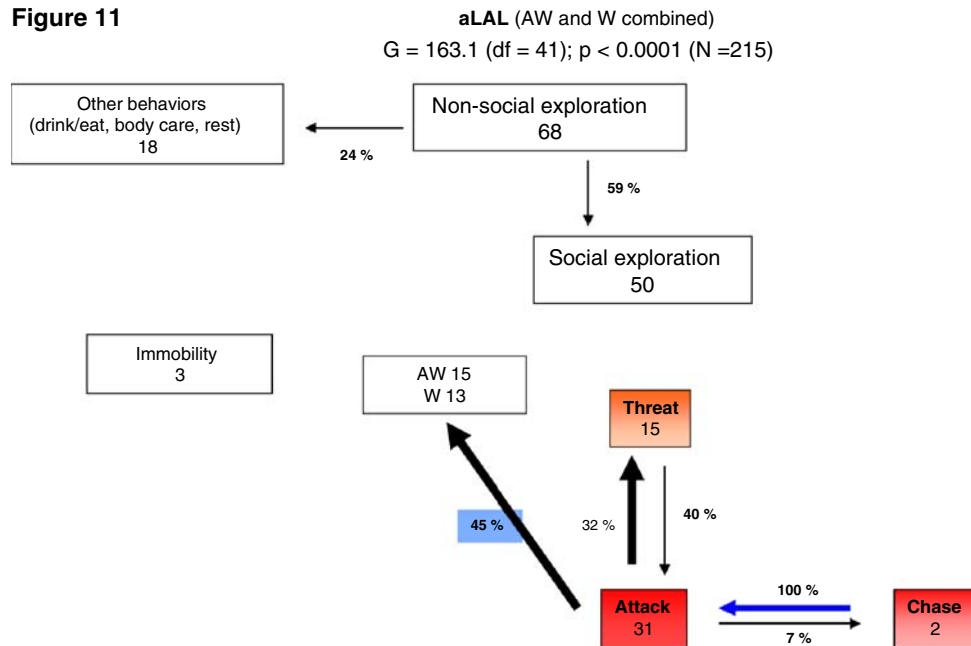 Figure 11
aLAL (AW and W combined)
G = 163.1 (df = 41); p < 0.0001 (N =215)
Other behaviors
(drink/eat, body care, rest)
18
Non-social exploration
68
24 %
59 %
Social exploration
50
Immobility
3
AW 15
W 13
Threat
15
45 %
32 %
40 %
Attack
31
100 %
7 %
Chase
2